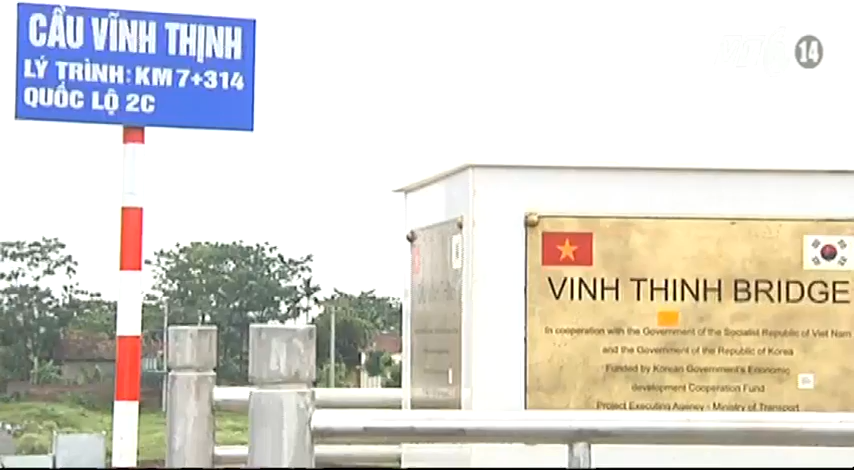 CẦU VĨNH THỊNH
LÝ TRÌNH: KM 7+314
QUỐC LỘ 2C
14
VINH THINH BRIDGE
In cooperation with the Government of the Socialist Republic of Viet Nam
and the Government of the Republic of Korea
Funded by Korean Government's Economic
development Cooperation Fund
Project Executing Agency - Ministry of Transport